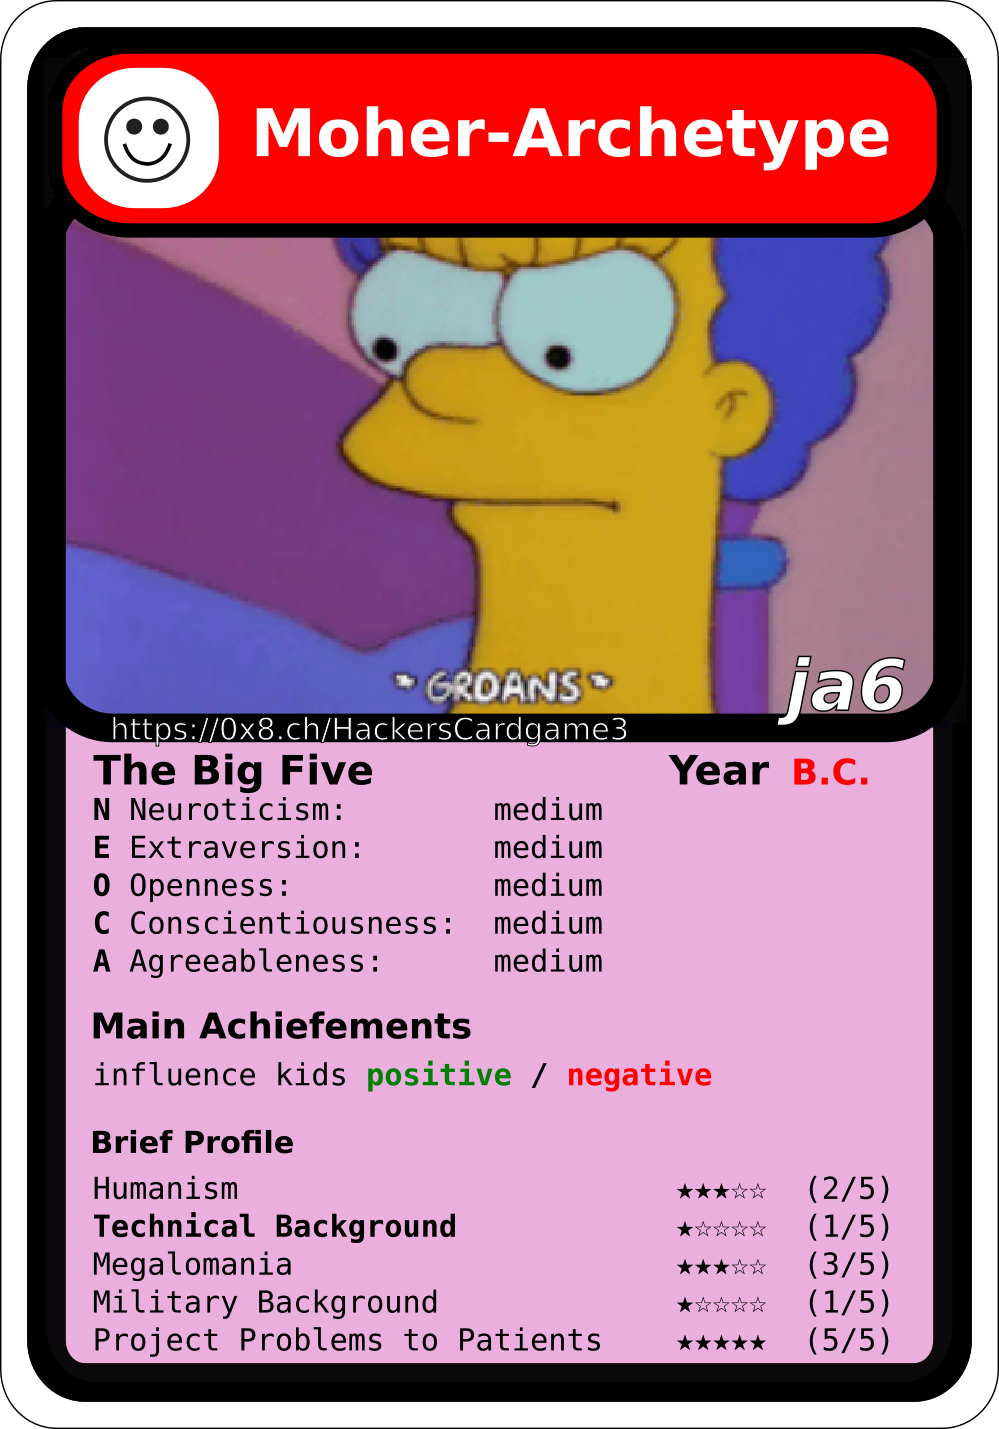 Moher-Archetype
GROANS
ja6
https://0x8.ch/HackersCardgame3
The Big Five Year B.C.
N Neuroticism: medium
E Extraversion: medium
O Openness: medium
C Conscientiousness: medium
A Agreeableness: medium
Main Achiefements
influence kids positive / negative
Brief Profile
Humanism ★★★☆☆ (2/5)
Technical Background ★☆☆☆☆ (1/5)
Megalomania ★★★☆☆ (3/5)
Military Background ★☆☆☆☆ (1/5)
Project Problems to Patients ★★★★★ (5/5)